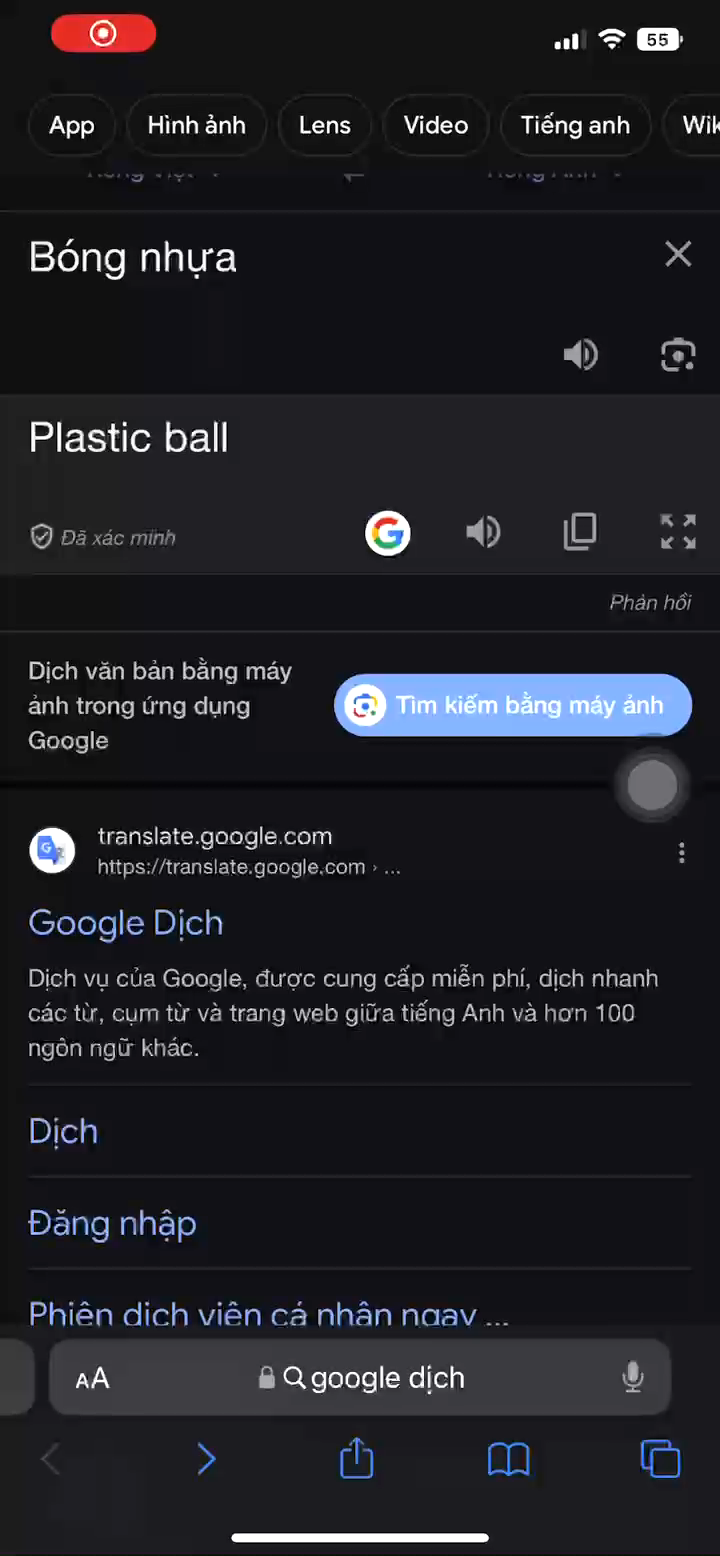 55
App Hình ảnh Lens Video Tiếng anh
Bóng nhựa
Plastic ball
Đã xác minh
Phản hồi
Dịch văn bản bằng máy
ảnh trong ứng dụng
Google
Tìm kiếm bằng máy ảnh
translate.google.com
https://translate.google.com › ...
Google Dịch
Dịch vụ của Google, được cung cấp miễn phí, dịch nhanh
các từ, cụm từ và trang web giữa tiếng Anh và hơn 100
ngôn ngữ khác.
Dịch
Đăng nhập
Phiên dịch viên cá nhân ngay ...
AA google dịch